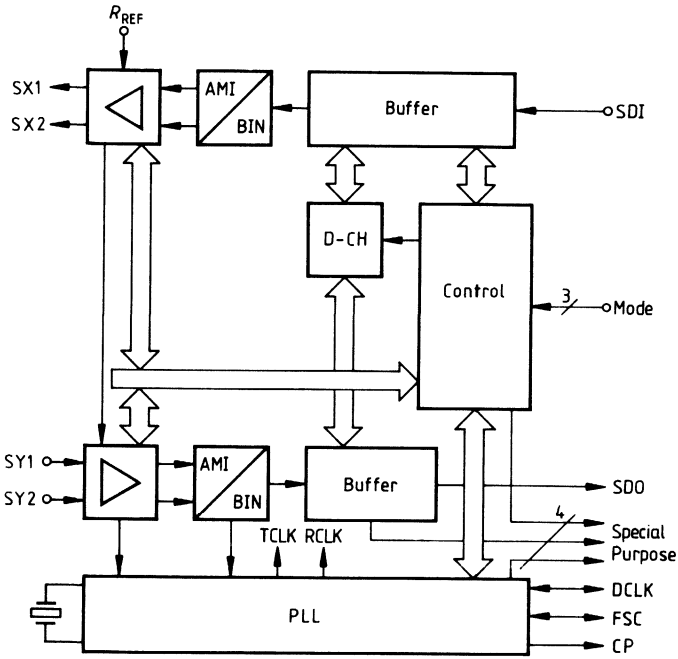 RREF
SX1
SX2
AMI
BIN
Buffer
SDI
D-CH
Control
3
Mode
SY1
SY2
AMI
BIN
Buffer
SDO
TCLK RCLK
4
Special
Purpose
PLL
DCLK
FSC
CP